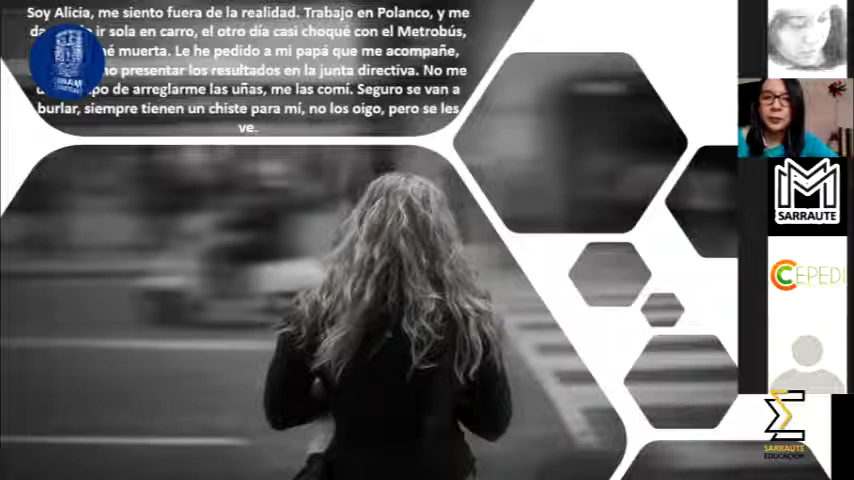 Soy Alicia, me siento fuera de la realidad. Trabajo en Polanco, y me
ir sola en carro, el otro día casi choqué con el Metrobús,
muerta. Le he pedido a mi papá que me acompañe,
presentar los resultados en la junta directiva. No me
de arreglarme las uñas, me las comí. Seguro se van a
burlar, siempre tienen un chiste para mí, no los oigo, pero se les
ve.
SARRAUTE
CEPEDI
SARRAUTE
EDUCACIÓN